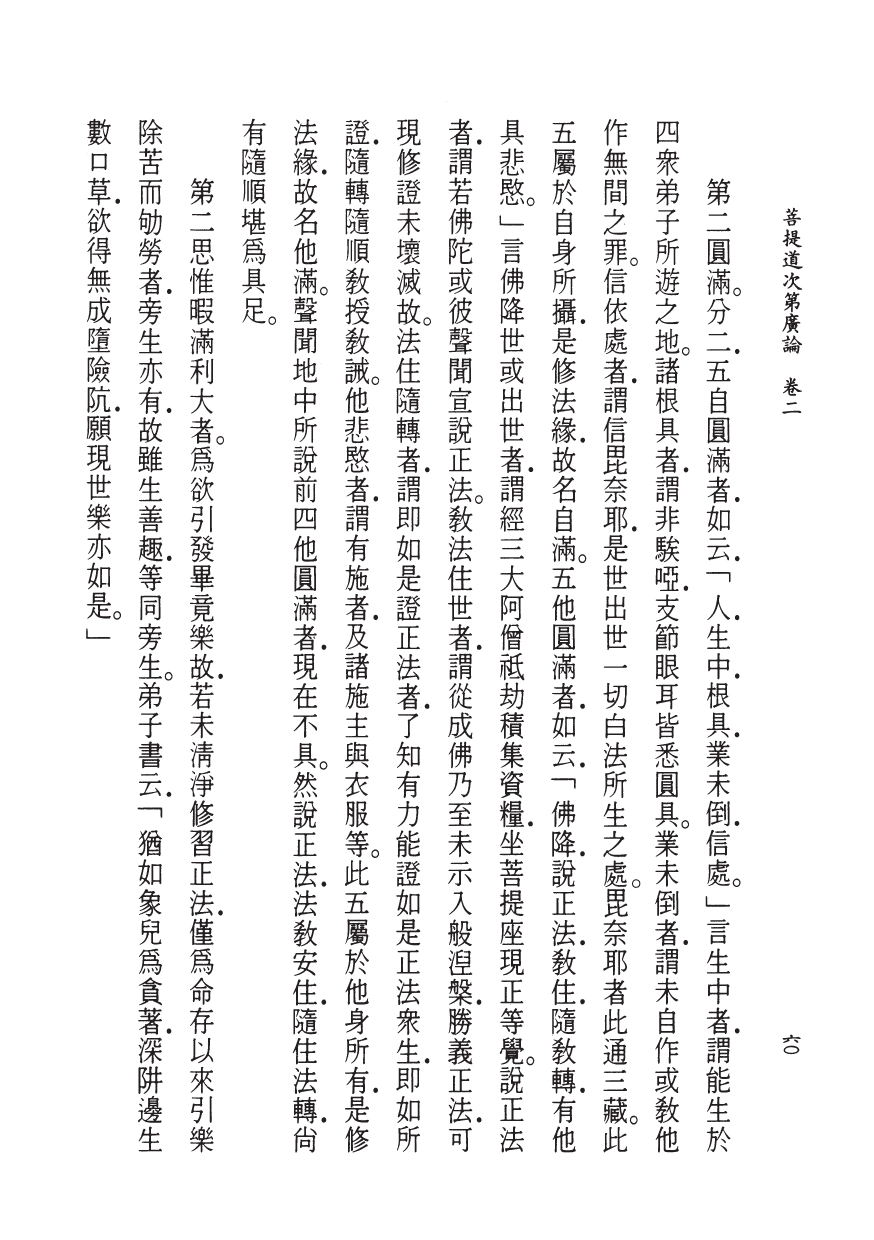 菩提道次第廣論　卷二
六〇
第二圓滿。分二．五自圓滿者．如云．「人．生中．根具．業未倒．信處。」言生中者．謂能生於
四衆弟子所遊之地。諸根具者．謂非騃啞．支節眼耳皆悉圓具。業未倒者．謂未自作或敎他
作無間之罪。信依處者．謂信毘奈耶．是世出世一切白法所生之處。毘奈耶者此通三藏。此
五屬於自身所攝．是修法緣．故名自滿。五他圓滿者．如云．「佛降．說正法．敎住．隨敎轉．有他
具悲愍。」言佛降世或出世者．謂經三大阿僧祇劫積集資糧．坐菩提座現正等覺。說正法
者．謂若佛陀或彼聲聞宣說正法。敎法住世者．謂從成佛乃至未示入般涅槃．勝義正法．可
現修證未壞滅故。法住隨轉者．謂即如是證正法者．了知有力能證如是正法衆生．即如所
證．隨轉隨順敎授敎誡。他悲愍者．謂有施者．及諸施主與衣服等。此五屬於他身所有．是修
法緣．故名他滿。聲聞地中所說前四他圓滿者．現在不具。然說正法．法敎安住．隨住法轉．尙
有隨順堪爲具足。
第二思惟暇滿利大者。爲欲引發畢竟樂故．若未淸淨修習正法．僅爲命存以來引樂
除苦而劬勞者．旁生亦有．故雖生善趣．等同旁生。弟子書云．「猶如象兒爲貪著．深阱邊生
數口草．欲得無成墮險阬．願現世樂亦如是。」